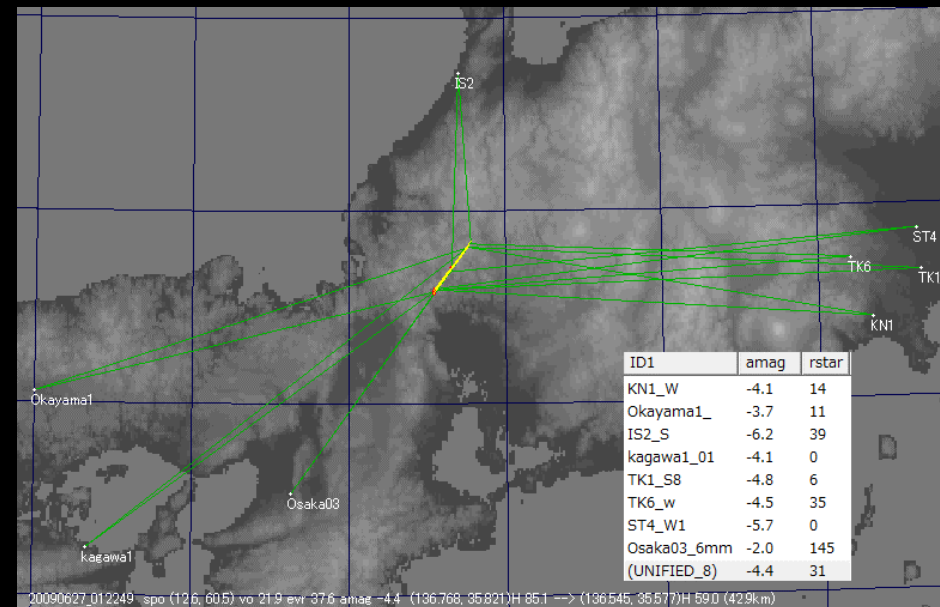 IS2
ST4
TK6
TK1
KN1
Okayama1
Osaka03
kagawa1
ID1 amag rstar
KN1_W -4.1 14
Okayama1_ -3.7 11
IS2_S -6.2 39
kagawa1_01 -4.1 0
TK1_S8 -4.8 6
TK6_w -4.5 35
ST4_W1 -5.7 0
Osaka03_6mm -2.0 145
(UNIFIED_8) -4.4 31
20090627_012249 spo (12.6, 60.5) vo 21.9 evr 37.6 amag -4.4 (136.768, 35.821)H 85.1 --> (136.545, 35.577)H 59.0 (42.9km)